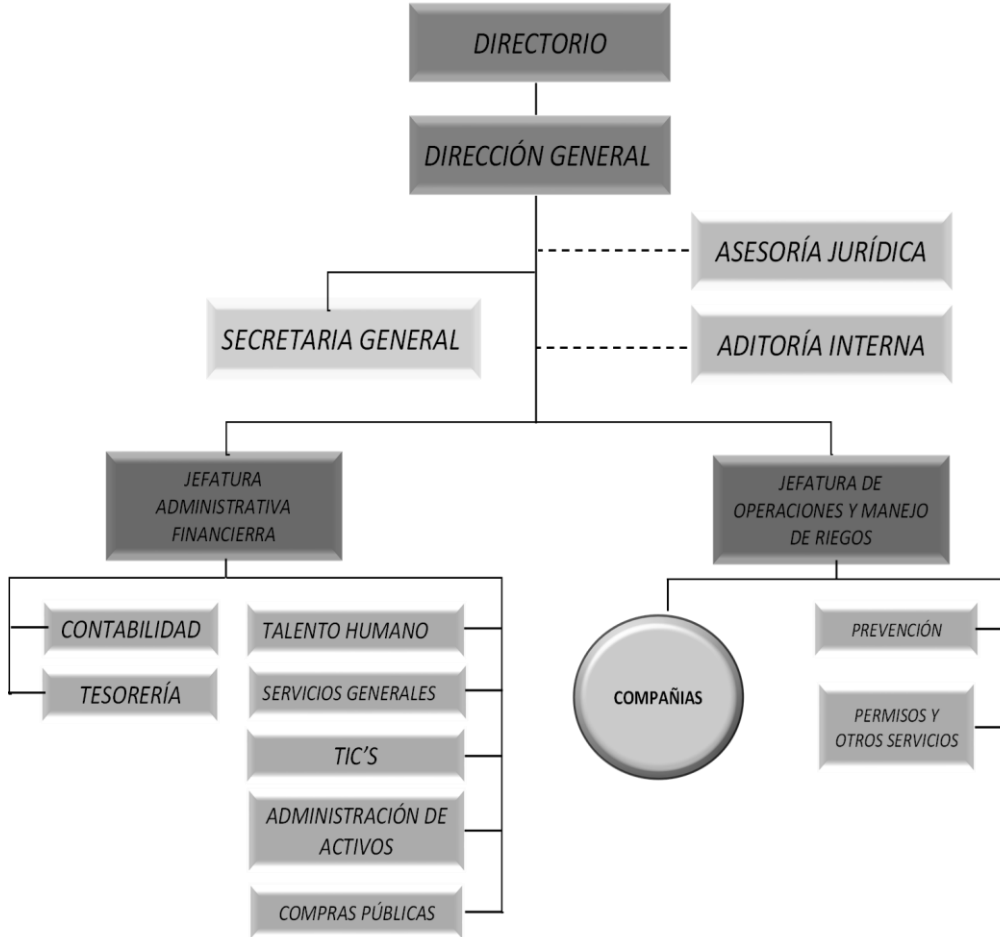 DIRECTORIO
DIRECCIÓN GENERAL
ASESORÍA JURÍDICA
SECRETARIA GENERAL
ADITORÍA INTERNA
JEFATURA
ADMINISTRATIVA
FINANCIERRA
JEFATURA DE
OPERACIONES Y MANEJO
DE RIEGOS
CONTABILIDAD
TESORERÍA
TALENTO HUMANO
SERVICIOS GENERALES
TIC'S
ADMINISTRACIÓN DE
ACTIVOS
COMPRAS PÚBLICAS
COMPAÑIAS
PREVENCIÓN
PERMISOS Y
OTROS SERVICIOS